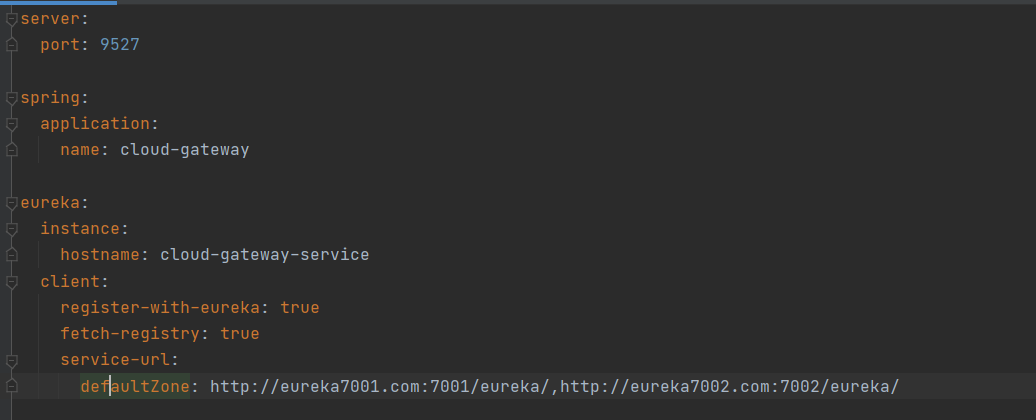 server:
  port: 9527
spring:
  application:
    name: cloud-gateway
eureka:
  instance:
    hostname: cloud-gateway-service
  client:
    register-with-eureka: true
    fetch-registry: true
    service-url:
      defaultZone: http://eureka7001.com:7001/eureka/,http://eureka7002.com:7002/eureka/